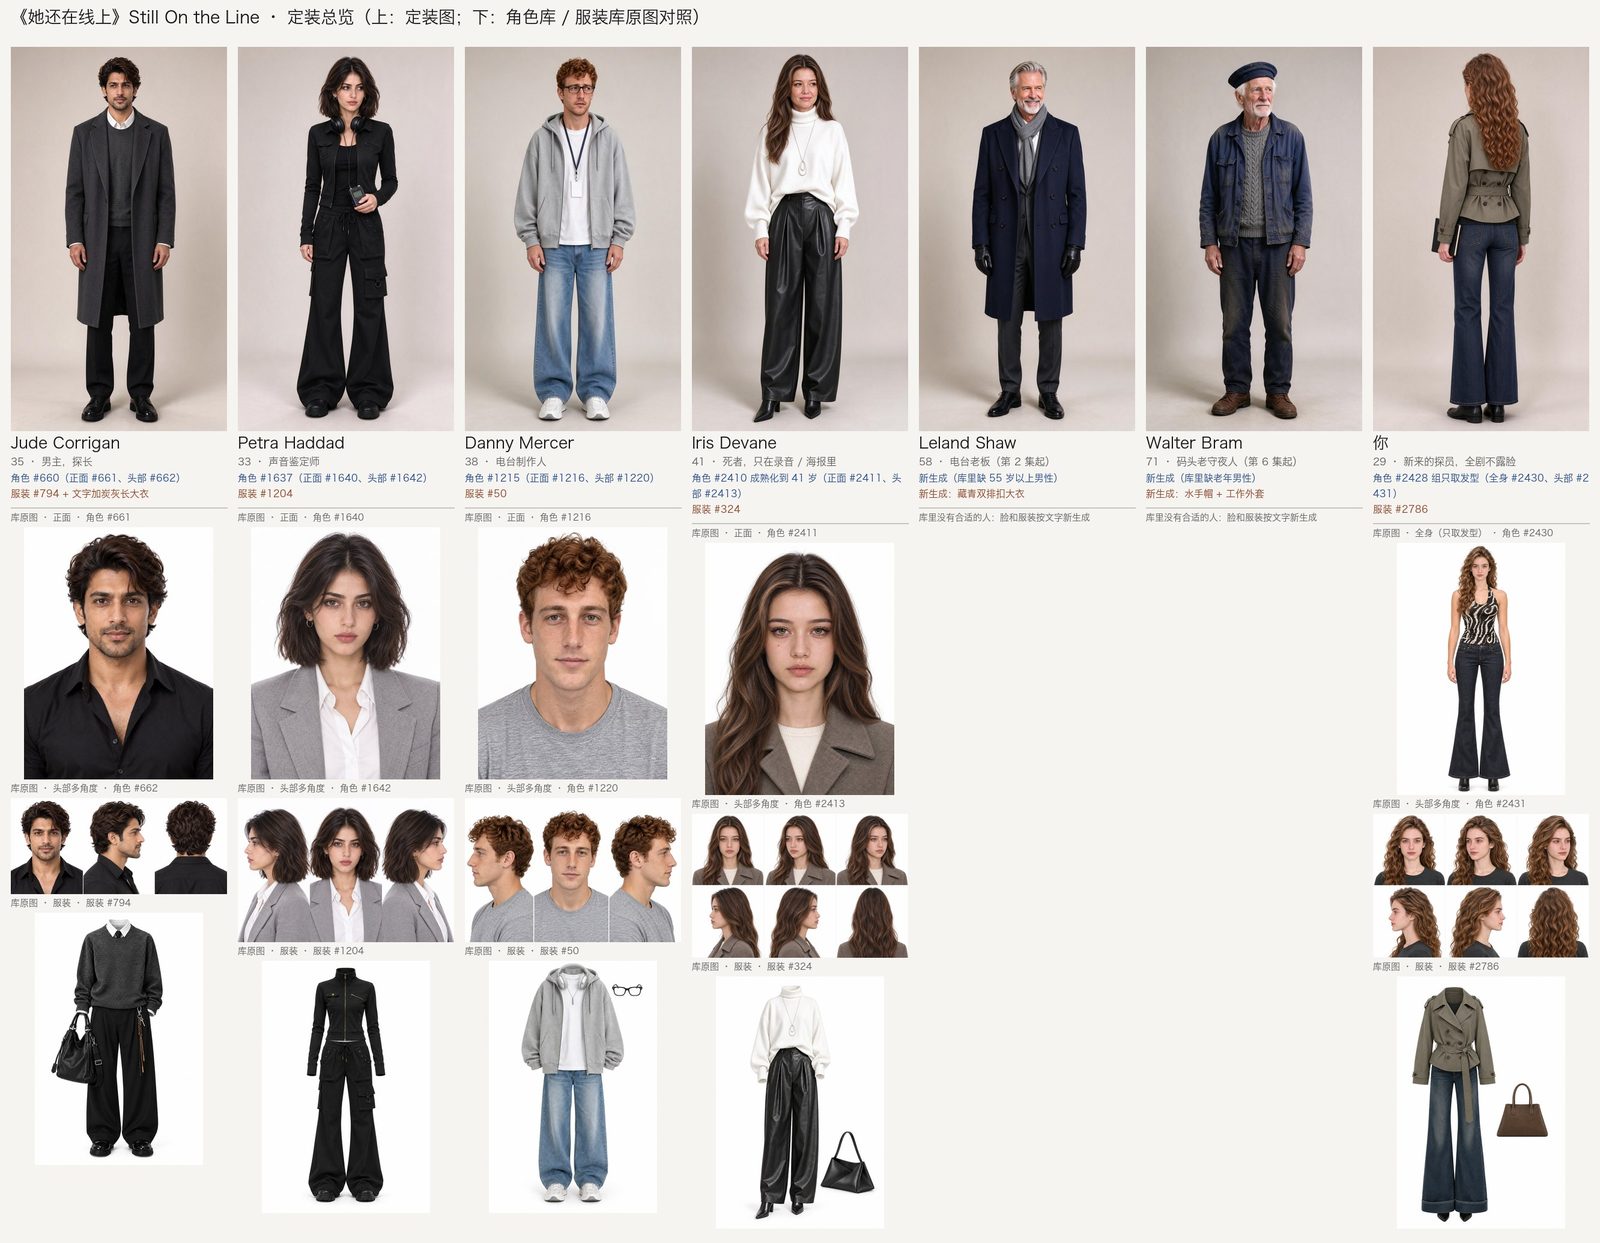 《她还在线上》Still On the Line · 定装总览（上：定装图；下：角色库 / 服装库原图对照）
Jude Corrigan
35 · 男主，探长
角色 #660（正面 #661、头部 #662）
服装 #794 + 文字加炭灰长大衣
库原图 · 正面 · 角色 #661
库原图 · 头部多角度 · 角色 #662
库原图 · 服装 · 服装 #794
Petra Haddad
33 · 声音鉴定师
角色 #1637（正面 #1640、头部 #1642）
服装 #1204
库原图 · 正面 · 角色 #1640
库原图 · 头部多角度 · 角色 #1642
库原图 · 服装 · 服装 #1204
Danny Mercer
38 · 电台制作人
角色 #1215（正面 #1216、头部 #1220）
服装 #50
库原图 · 正面 · 角色 #1216
库原图 · 头部多角度 · 角色 #1220
库原图 · 服装 · 服装 #50
Iris Devane
41 · 死者，只在录音 / 海报里
角色 #2410 成熟化到 41 岁（正面 #2411、头
部 #2413）
服装 #324
库原图 · 正面 · 角色 #2411
库原图 · 头部多角度 · 角色 #2413
库原图 · 服装 · 服装 #324
Leland Shaw
58 · 电台老板（第 2 集起）
新生成（库里缺 55 岁以上男性）
新生成：藏青双排扣大衣
库里没有合适的人：脸和服装按文字新生成
Walter Bram
71 · 码头老守夜人（第 6 集起）
新生成（库里缺老年男性）
新生成：水手帽 + 工作外套
库里没有合适的人：脸和服装按文字新生成
你
29 · 新来的探员，全剧不露脸
角色 #2428 组只取发型（全身 #2430、头部 #2
431）
服装 #2786
库原图 · 全身（只取发型） · 角色 #2430
库原图 · 头部多角度 · 角色 #2431
库原图 · 服装 · 服装 #2786